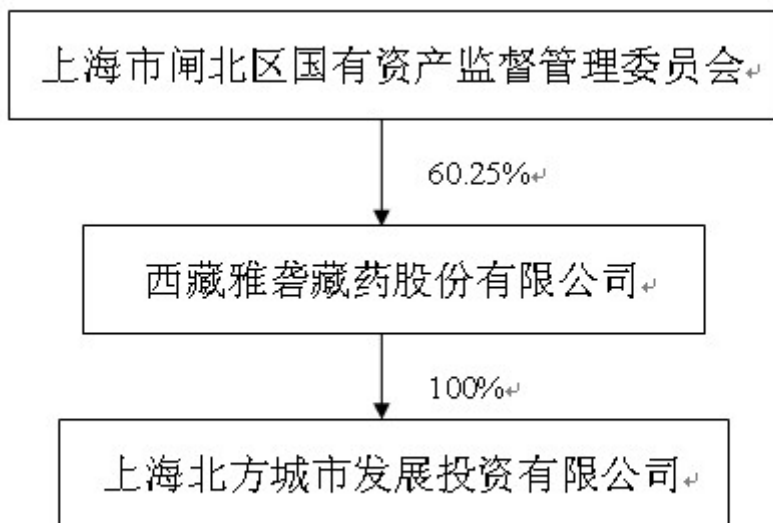 上海市闸北区国有资产监督管理委员会
60.25%
西藏雅砻藏药股份有限公司
100%
上海北方城市发展投资有限公司